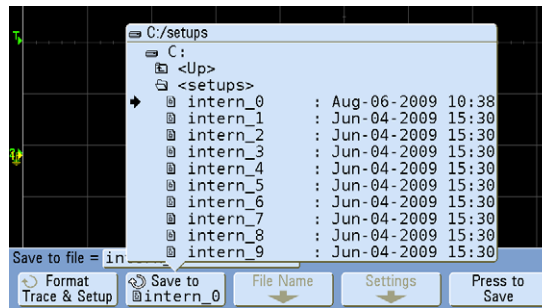 C:/setups
C:
<Up>
<setups>
intern_0 : Aug-06-2009 10:38
intern_1 : Jun-04-2009 15:30
intern_2 : Jun-04-2009 15:30
intern_3 : Jun-04-2009 15:30
intern_4 : Jun-04-2009 15:30
intern_5 : Jun-04-2009 15:30
intern_6 : Jun-04-2009 15:30
intern_7 : Jun-04-2009 15:30
intern_8 : Jun-04-2009 15:30
intern_9 : Jun-04-2009 15:30
Save to file = in
Format
Trace & Setup
Save to
intern_0
File Name
Settings
Press to
Save